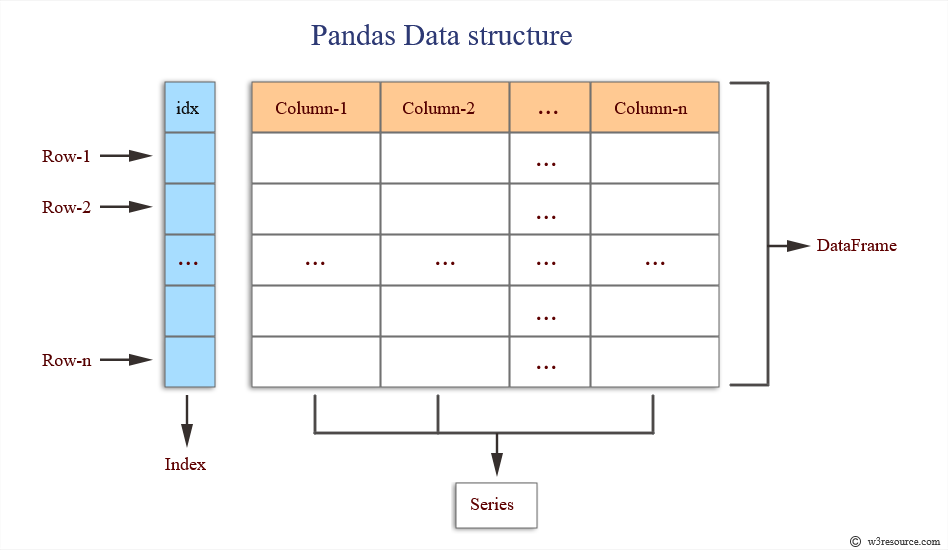 Pandas Data structure
idx Column-1 Column-2 ... Column-n
Row-1 ...
Row-2 ...
... ... ... ... ...
DataFrame
...
Row-n ...
Index
Series
© w3resource.com